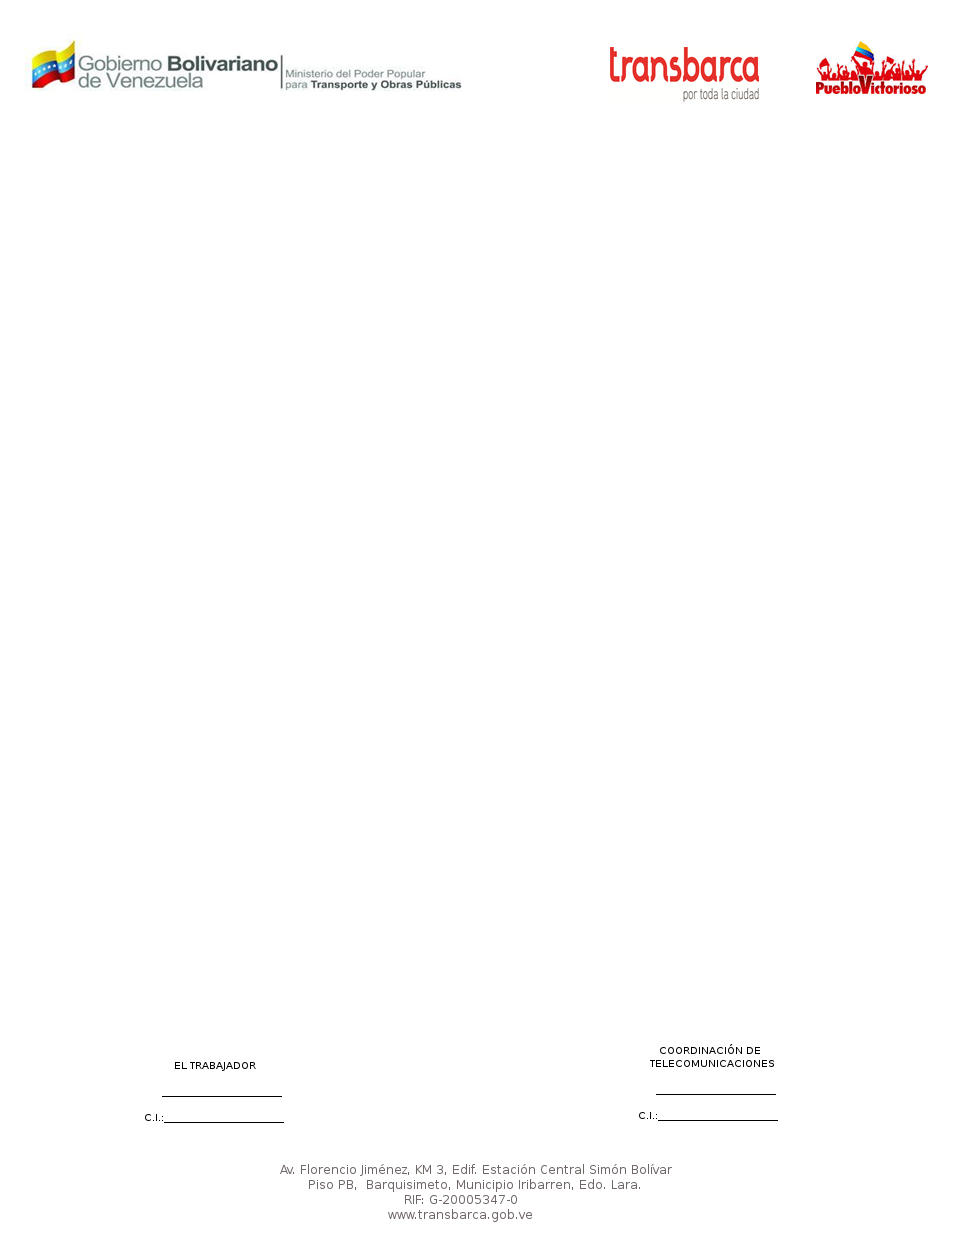 Gobierno Bolivariano
de Venezuela
Ministerio del Poder Popular
para Transporte y Obras Públicas
transbarca
por toda la ciudad
PuebloVictorioso
EL TRABAJADOR
C.I.:
COORDINACIÓN DE
TELECOMUNICACIONES
C.I.:
Av. Florencio Jiménez, KM 3, Edif. Estación Central Simón Bolívar
Piso PB, Barquisimeto, Municipio Iribarren, Edo. Lara.
RIF: G-20005347-0
www.transbarca.gob.ve